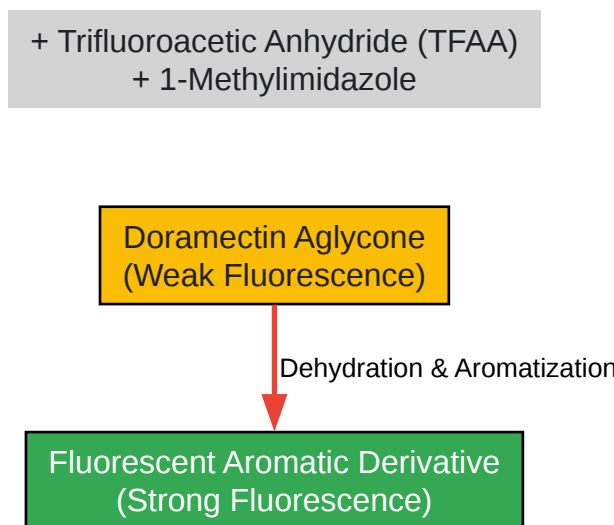 + Trifluoroacetic Anhydride (TFAA)
+ 1-Methylimidazole
Doramectin Aglycone
(Weak Fluorescence)
Dehydration & Aromatization
Fluorescent Aromatic Derivative
(Strong Fluorescence)